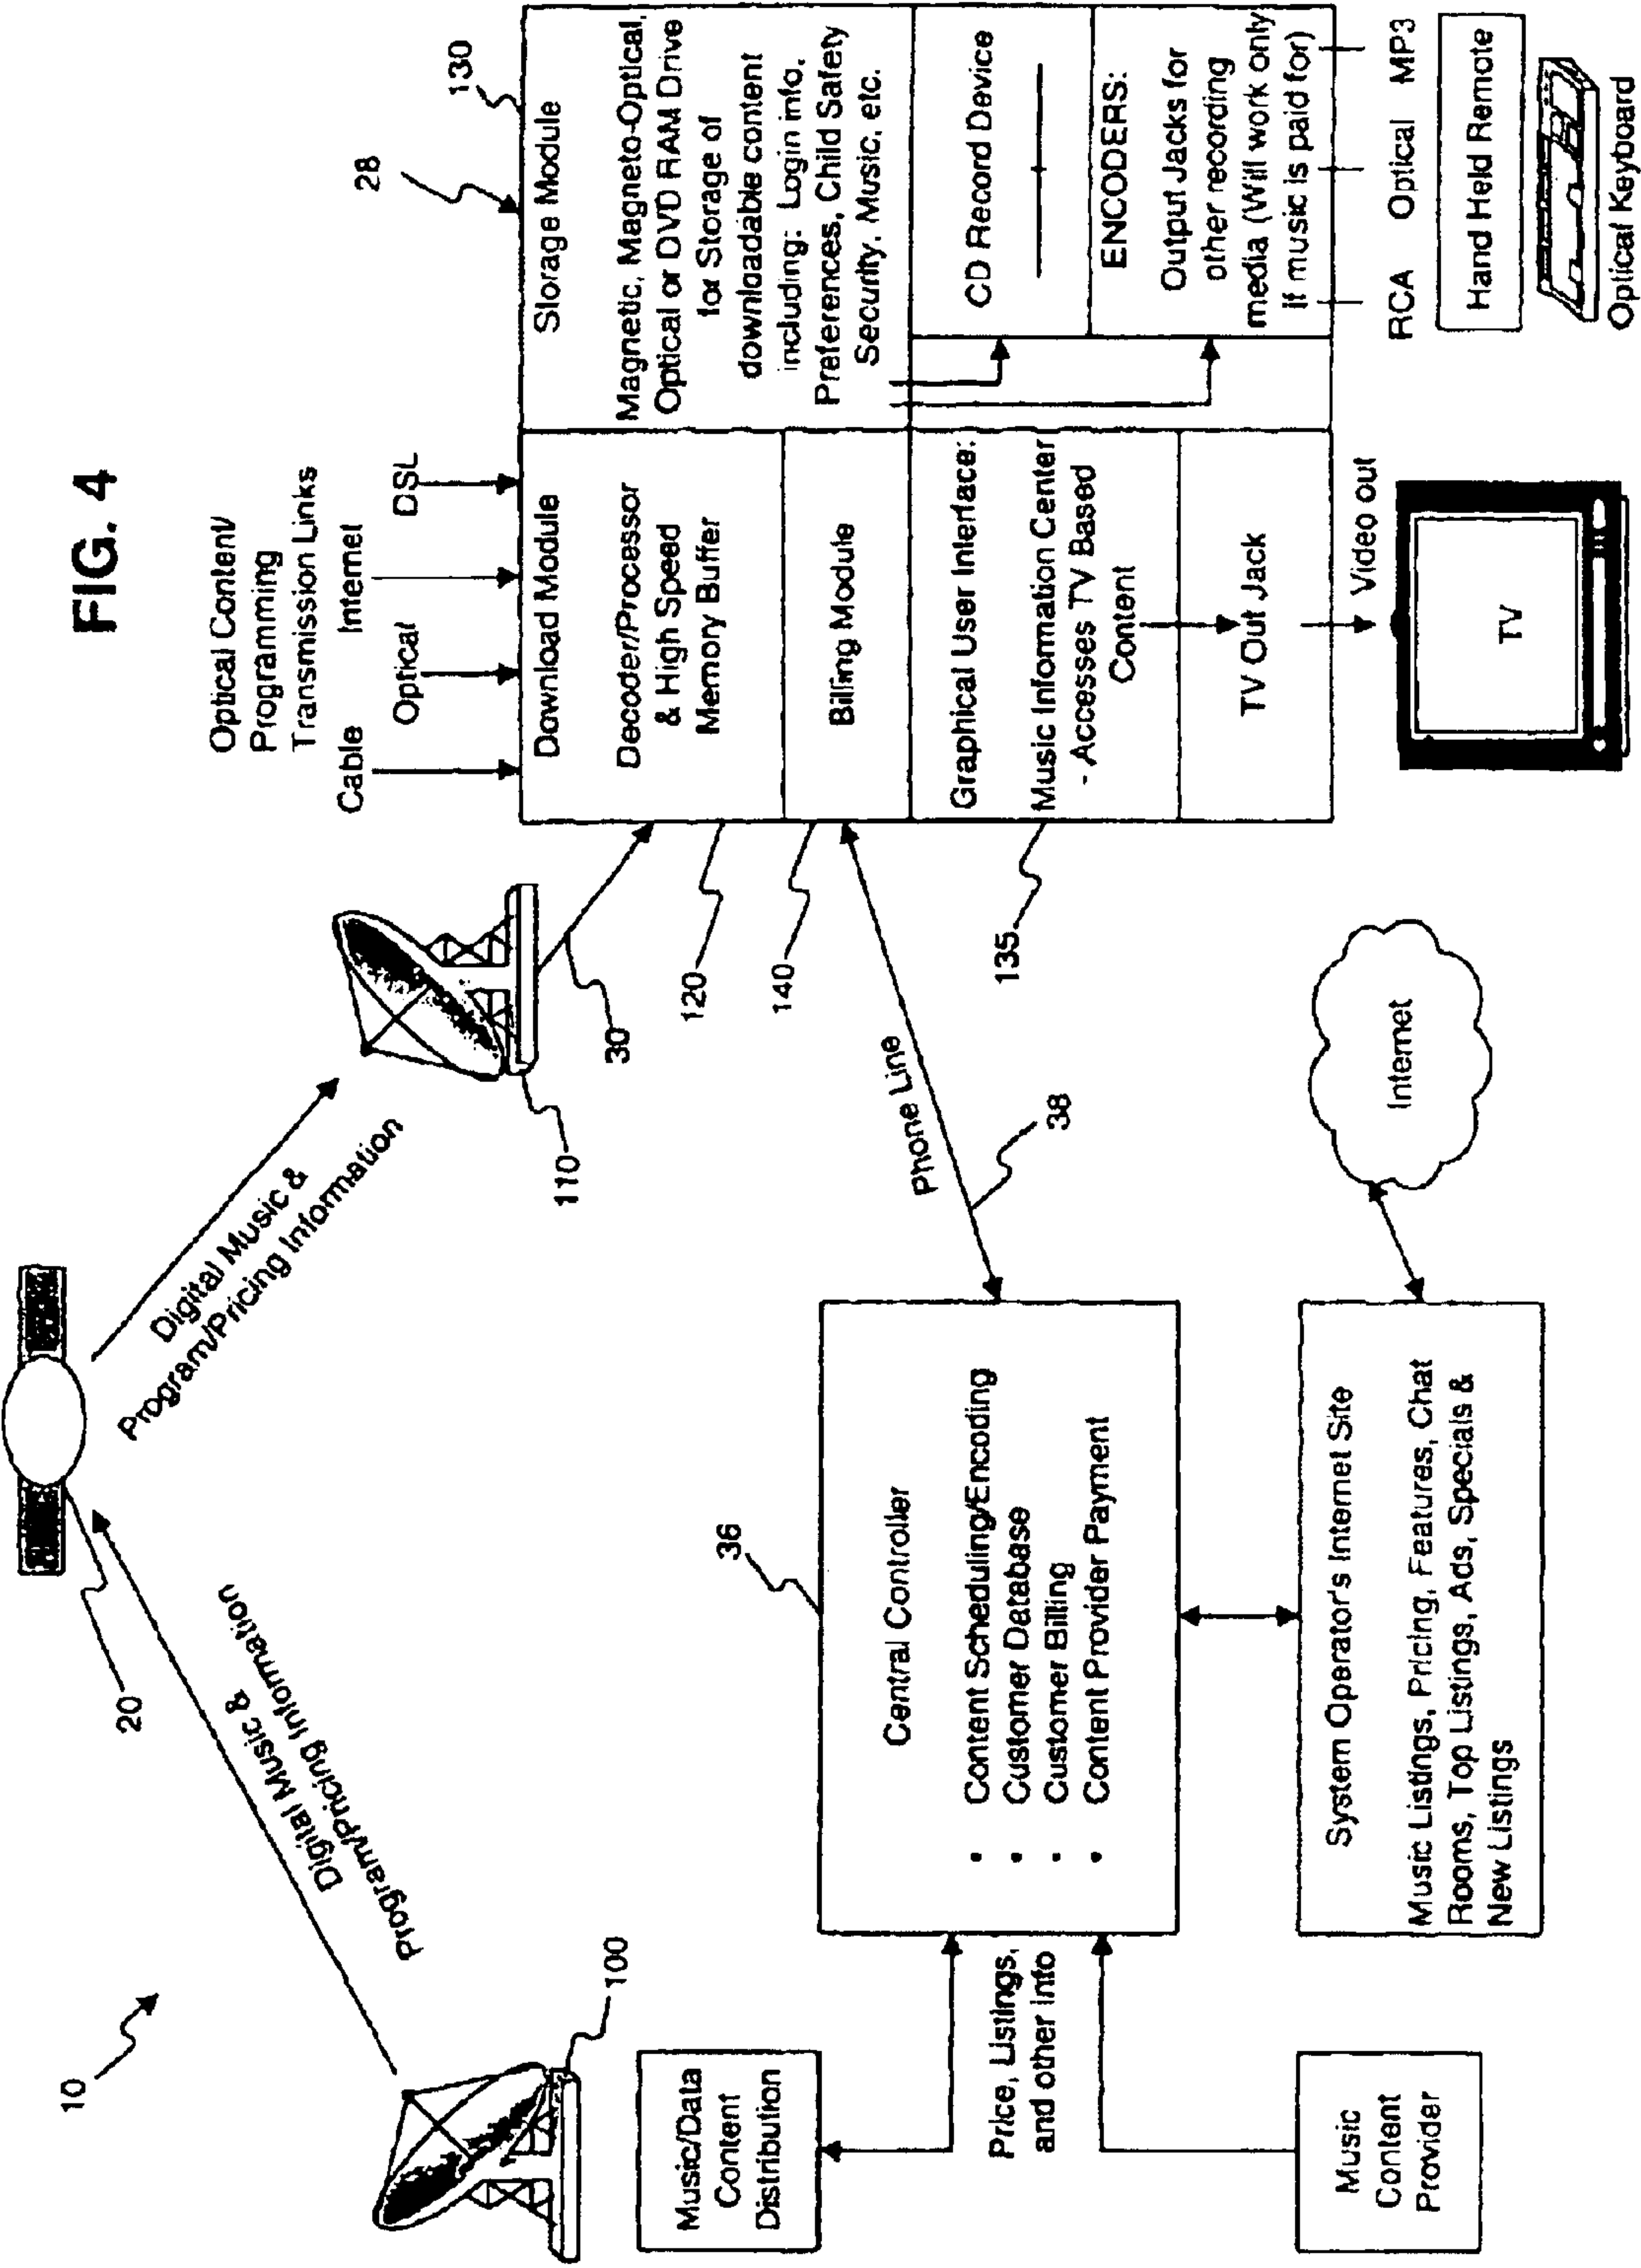 FIG. 4
10
20
Digital Music &
Program/Pricing Information
Digital Music &
Program/Pricing Information
100
110
30
Optical Content/
Programming
Transmission Links
Cable
Optical
Internet
DSL
28
130
120
140
135
Download Module
Decoder/Processor
& High Speed
Memory Buffer
Billing Module
Graphical User Interface:
Music Information Center
- Accesses TV Based
Content
TV Out Jack
Video out
TV
Storage Module
Magnetic, Magneto-Optical,
Optical or DVD RAM Drive
for Storage of
downloadable content
including: Login info,
Preferences, Child Safety
Security, Music, etc.
CD Record Device
ENCODERS:
Output Jacks for
other recording
media (Will work only
If music is paid for)
RCA
Optical
MP3
Hand Held Remote
Optical Keyboard
Music/Data
Content
Distribution
Price, Listings,
and other Info
Music
Content
Provider
36
Central Controller
• Content Scheduling/Encoding
• Customer Database
• Customer Billing
• Content Provider Payment
Phone Line
38
System Operator's Internet Site
Music Listings, Pricing, Features, Chat
Rooms, Top Listings, Ads, Specials &
New Listings
Internet